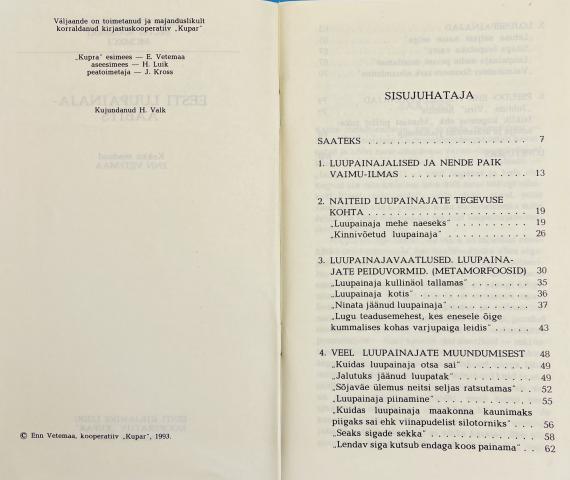 Väljaande on toimetanud ja majanduslikult
korraldanud kirjastuskooperatiiv „Kupar"
„Kupra" esimees — E. Vetemaa
aseesimees — H. Luik
peatoimetaja — J. Kross
Kujundanud H. Valk
© Enn Vetemaa, kooperatiiv „Kupar", 1993.
SISUJUHATAJA
SAATEKS . . . . . . . . . . . . . . . . . . . . . . . 7
1. LUUPAINAJALISED JA NENDE PAIK
VAIMU-ILMAS . . . . . . . . . . . . . . . . . . 13
2. NÄITEID LUUPAINAJATE TEGEVUSE
KOHTA . . . . . . . . . . . . . . . . . . . . . . . 19
„Luupainaja mehe naeseks" . . . . . . . . . . . 19
„Kinnivõetud luupainaja" . . . . . . . . . . . . 26
3. LUUPAINAJAVAATLUSED. LUUPAINA-
JATE PEIDUVORMID. (METAMORFOOSID) 30
„Luupainaja kullinäol tallamas" . . . . . . . . 35
„Luupainaja kotis" . . . . . . . . . . . . . . . . 36
„Ninata jäänud luupainaja" . . . . . . . . . . . 37
„Lugu teadusemehest, kes enesele õige
kummalises kohas varjupaiga leidis" . . . . . 43
4. VEEL LUUPAINAJATE MUUNDUMISEST 48
„Kuidas luupainaja otsa sai" . . . . . . . . . . 49
„Jalutuks jäänud luupatak" . . . . . . . . . . 49
„Sõjaväe ülemus neitsi seljas ratsutamas" . . 52
„Luupainaja piinamine" . . . . . . . . . . . . . 55
„Kuidas luupainaja maakonna kaunimaks
piigaks sai ehk viinapudelist silotorniks" . . . 56
„Seaks sigade sekka" . . . . . . . . . . . . . . 58
„Lendav siga kutsub endaga koos painama" . . 62